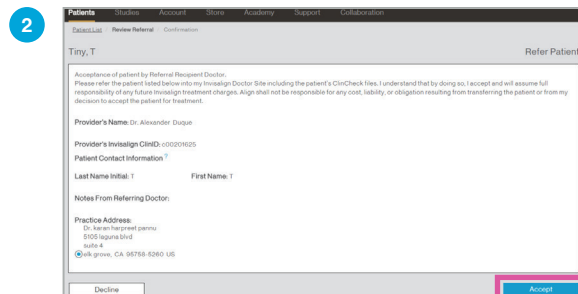 2
Patients Studies Account Store Academy Support Collaboration
Patient List / Review Referral / Confirmation
Tiny, T Refer Patient
Acceptance of patient by Referral Recipient Doctor.
Please refer the patient listed below into my Invisalign Doctor Site including the patient's ClinCheck files. I understand that by doing so, I accept and will assume full
responsibility of any future Invisalign treatment charges. Align shall not be responsible for any cost, liability, or obligation resulting from transferring the patient or from my
decision to accept the patient for treatment.
Provider's Name: Dr. Alexander Duque
Provider's Invisalign ClinID: c00201625
Patient Contact Information ?
Last Name Initial: T First Name: T
Notes From Referring Doctor:
Practice Address:
Dr. karan harpreet pannu
5105 laguna blvd
suite 4
elk grove, CA 95758-5260 US
Decline Accept